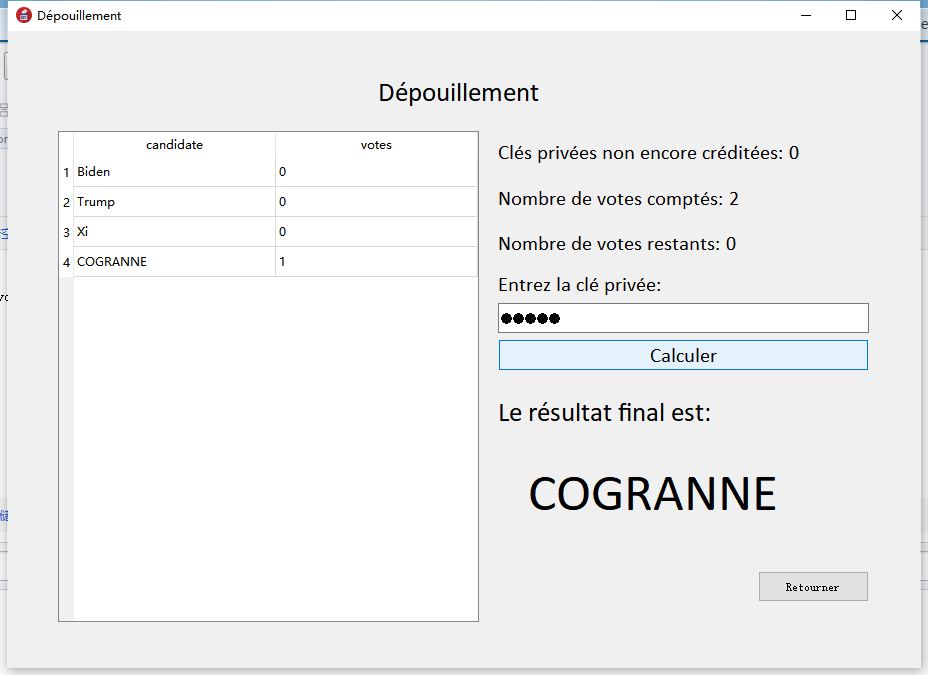 Dépouillement
Dépouillement
candidate votes
1 Biden 0
2 Trump 0
3 Xi 0
4 COGRANNE 1
Clés privées non encore créditées: 0
Nombre de votes comptés: 2
Nombre de votes restants: 0
Entrez la clé privée:
Calculer
Le résultat final est:
COGRANNE
Retourner